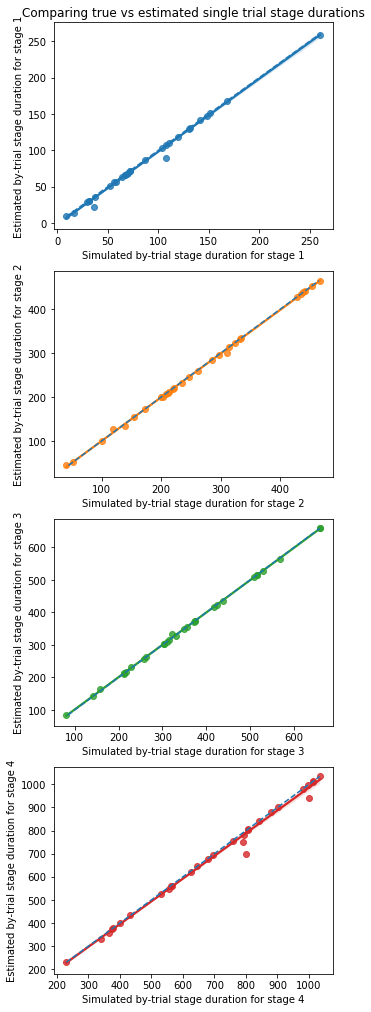 Comparing true vs estimated single trial stage durations
Estimated by-trial stage duration for stage 1
250
200
150
100
50
0
0 50 100 150 200 250
Simulated by-trial stage duration for stage 1
Estimated by-trial stage duration for stage 2
400
300
200
100
100 200 300 400
Simulated by-trial stage duration for stage 2
Estimated by-trial stage duration for stage 3
600
500
400
300
200
100
100 200 300 400 500 600
Simulated by-trial stage duration for stage 3
Estimated by-trial stage duration for stage 4
1000
900
800
700
600
500
400
300
200
200 300 400 500 600 700 800 900 1000
Simulated by-trial stage duration for stage 4